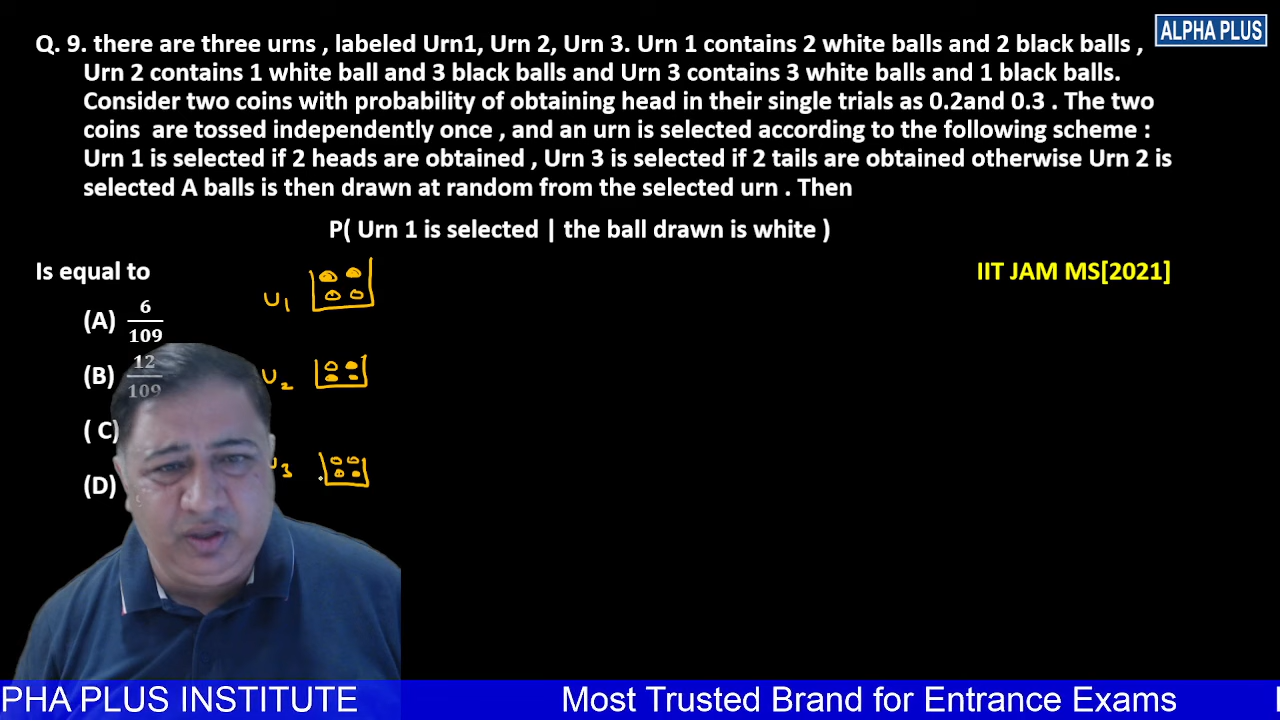 ALPHA PLUS
Q. 9. there are three urns , labeled Urn1, Urn 2, Urn 3. Urn 1 contains 2 white balls and 2 black balls ,
Urn 2 contains 1 white ball and 3 black balls and Urn 3 contains 3 white balls and 1 black balls.
Consider two coins with probability of obtaining head in their single trials as 0.2and 0.3 . The two
coins are tossed independently once , and an urn is selected according to the following scheme :
Urn 1 is selected if 2 heads are obtained , Urn 3 is selected if 2 tails are obtained otherwise Urn 2 is
selected A balls is then drawn at random from the selected urn . Then
P( Urn 1 is selected | the ball drawn is white )
Is equal to
IIT JAM MS[2021]
(A) 6/109
(B) 12/109
( C)
(D)
U1
U2
U3
PHA PLUS INSTITUTE Most Trusted Brand for Entrance Exams